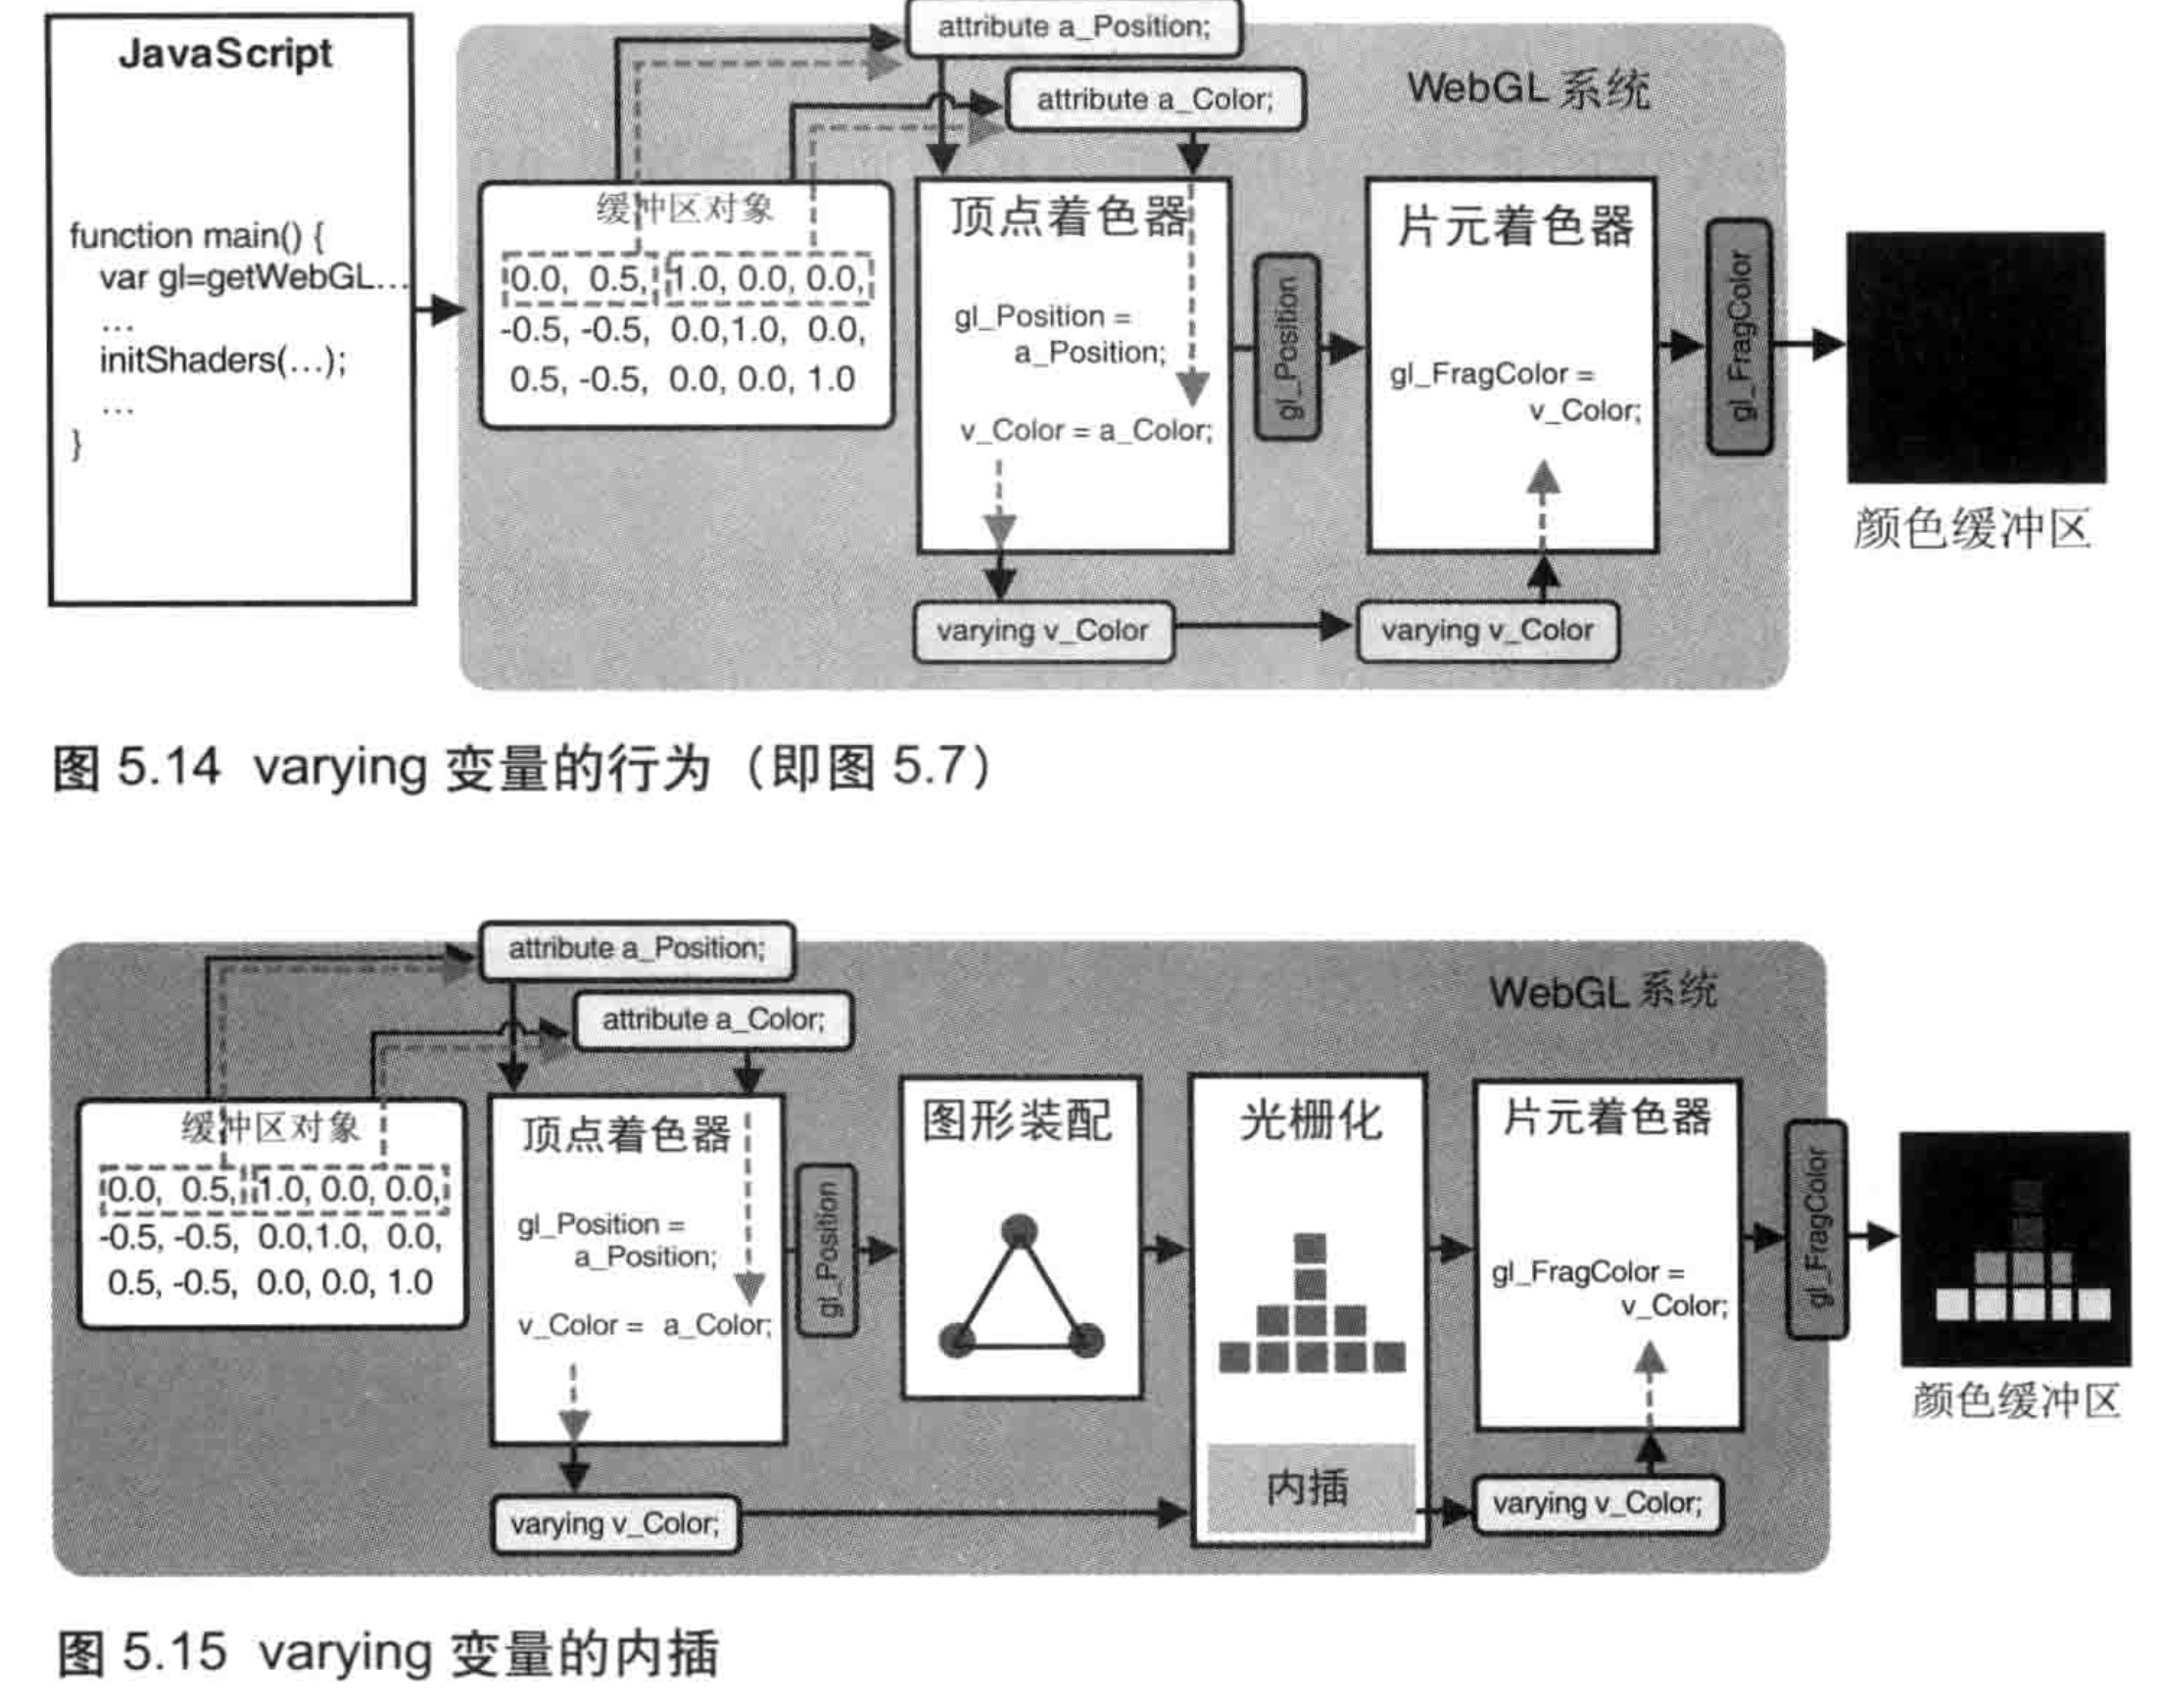 JavaScript
function main() {
var gl=getWebGL...
...
initShaders(...);
...
}
attribute a_Position;
attribute a_Color;
WebGL 系统
缓冲区对象
0.0, 0.5, 1.0, 0.0, 0.0,
-0.5, -0.5, 0.0,1.0, 0.0,
0.5, -0.5, 0.0, 0.0, 1.0
顶点着色器
gl_Position =
a_Position;
v_Color = a_Color;
gl_Position
片元着色器
gl_FragColor =
v_Color;
gl_FragColor
颜色缓冲区
varying v_Color
varying v_Color
图 5.14 varying 变量的行为（即图 5.7）
attribute a_Position;
attribute a_Color;
WebGL 系统
缓冲区对象
0.0, 0.5, 1.0, 0.0, 0.0,
-0.5, -0.5, 0.0,1.0, 0.0,
0.5, -0.5, 0.0, 0.0, 1.0
顶点着色器
gl_Position =
a_Position;
v_Color = a_Color;
gl_Position
图形装配
光栅化
内插
片元着色器
gl_FragColor =
v_Color;
gl_FragColor
颜色缓冲区
varying v_Color;
varying v_Color;
图 5.15 varying 变量的内插